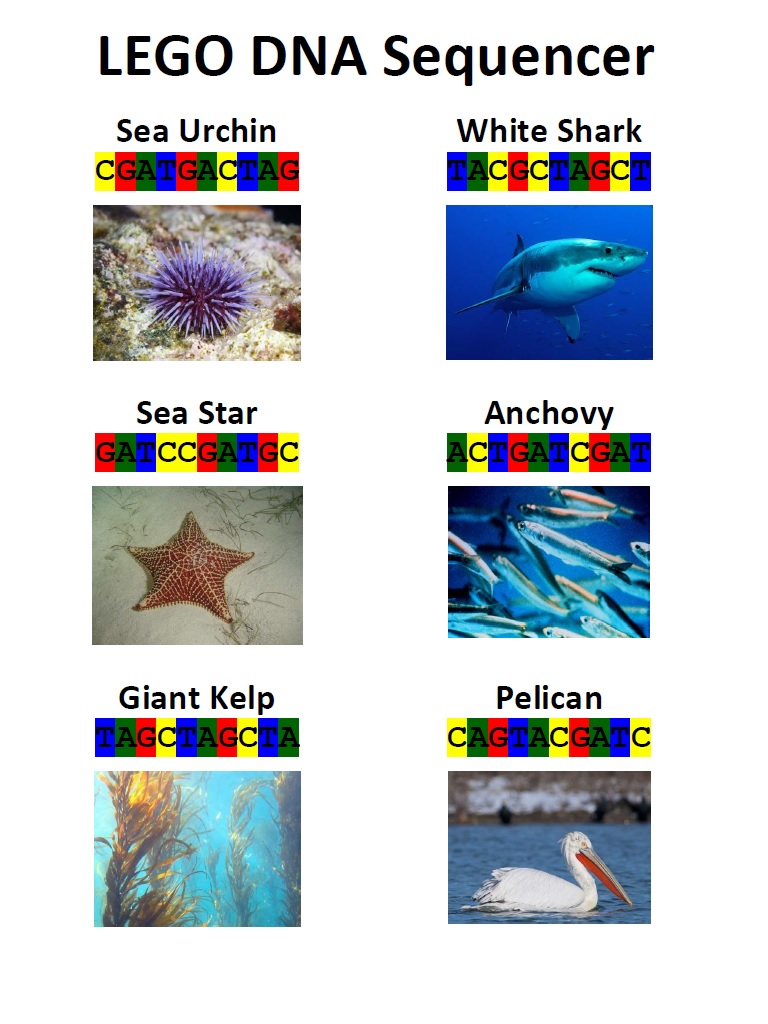 LEGO DNA Sequencer
Sea Urchin
CGATGACTAG
White Shark
TACGCTAGCT
Sea Star
GATCCGATGC
Anchovy
ACTGATCGAT
Giant Kelp
TAGCTAGCTA
Pelican
CAGTACGATC